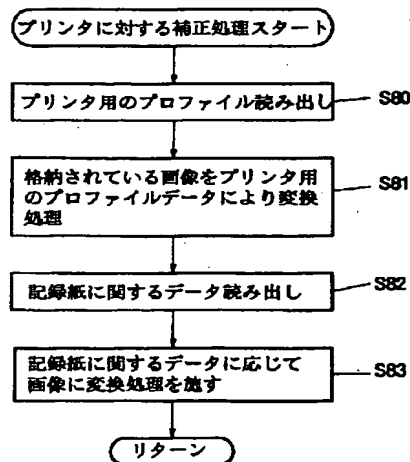 プリンタに対する補正処理スタート
プリンタ用のプロファイル読み出し
S80
格納されている画像をプリンタ用
のプロファイルデータにより変換
処理
S81
記録紙に関するデータ読み出し
S82
記録紙に関するデータに応じて
画像に変換処理を施す
S83
リターン